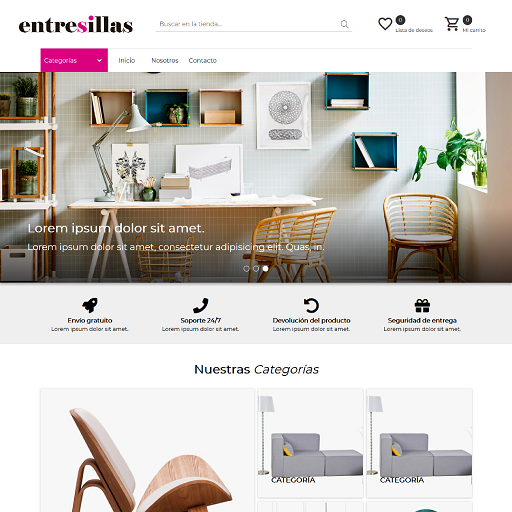 entresillas
Buscar en la tienda...
0
Lista de deseos
0
Mi carrito
Categorías
Inicio
Nosotros
Contacto
Lorem ipsum dolor sit amet.
Lorem ipsum dolor sit amet, consectetur adipisicing elit. Quas, in.
Envío gratuito
Lorem ipsum dolor sit amet.
Soporte 24/7
Lorem ipsum dolor sit amet.
Devolución del producto
Lorem ipsum dolor sit amet.
Seguridad de entrega
Lorem ipsum dolor sit amet.
Nuestras Categorías
CATEGORÍA
CATEGORÍA